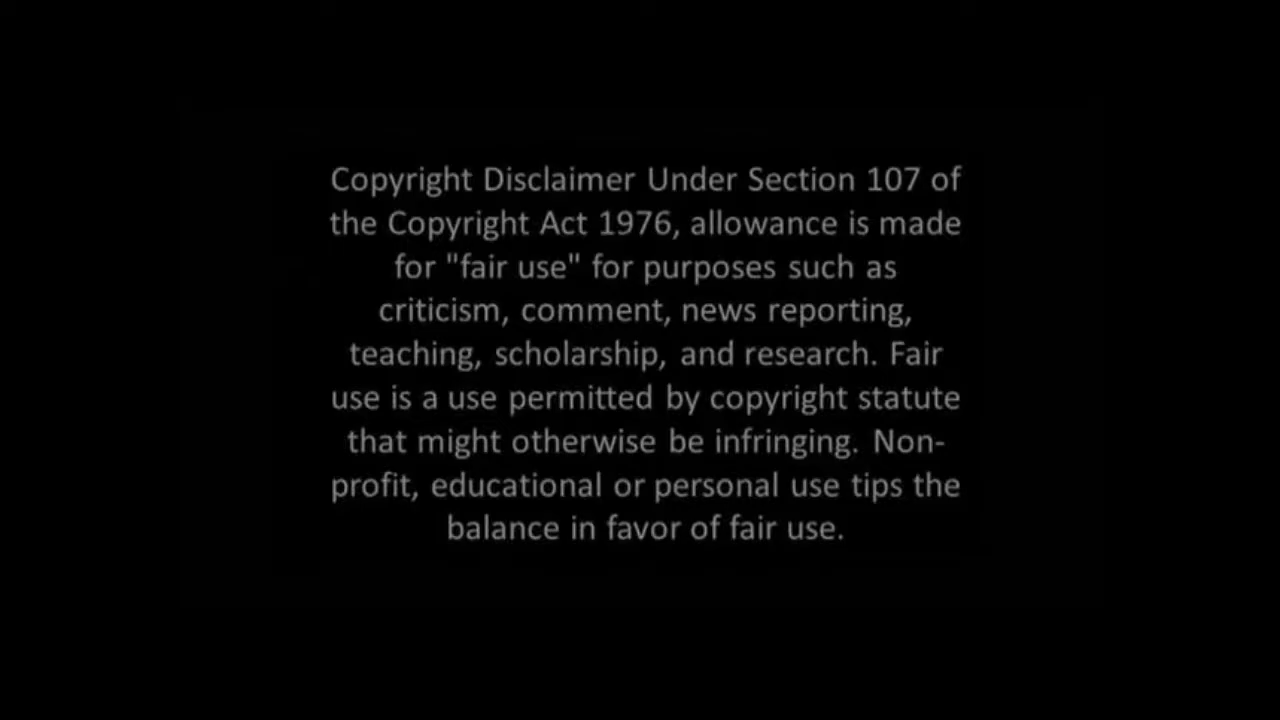 Copyright Disclaimer Under Section 107 of
the Copyright Act 1976, allowance is made
for "fair use" for purposes such as
criticism, comment, news reporting,
teaching, scholarship, and research. Fair
use is a use permitted by copyright statute
that might otherwise be infringing. Non-
profit, educational or personal use tips the
balance in favor of fair use.